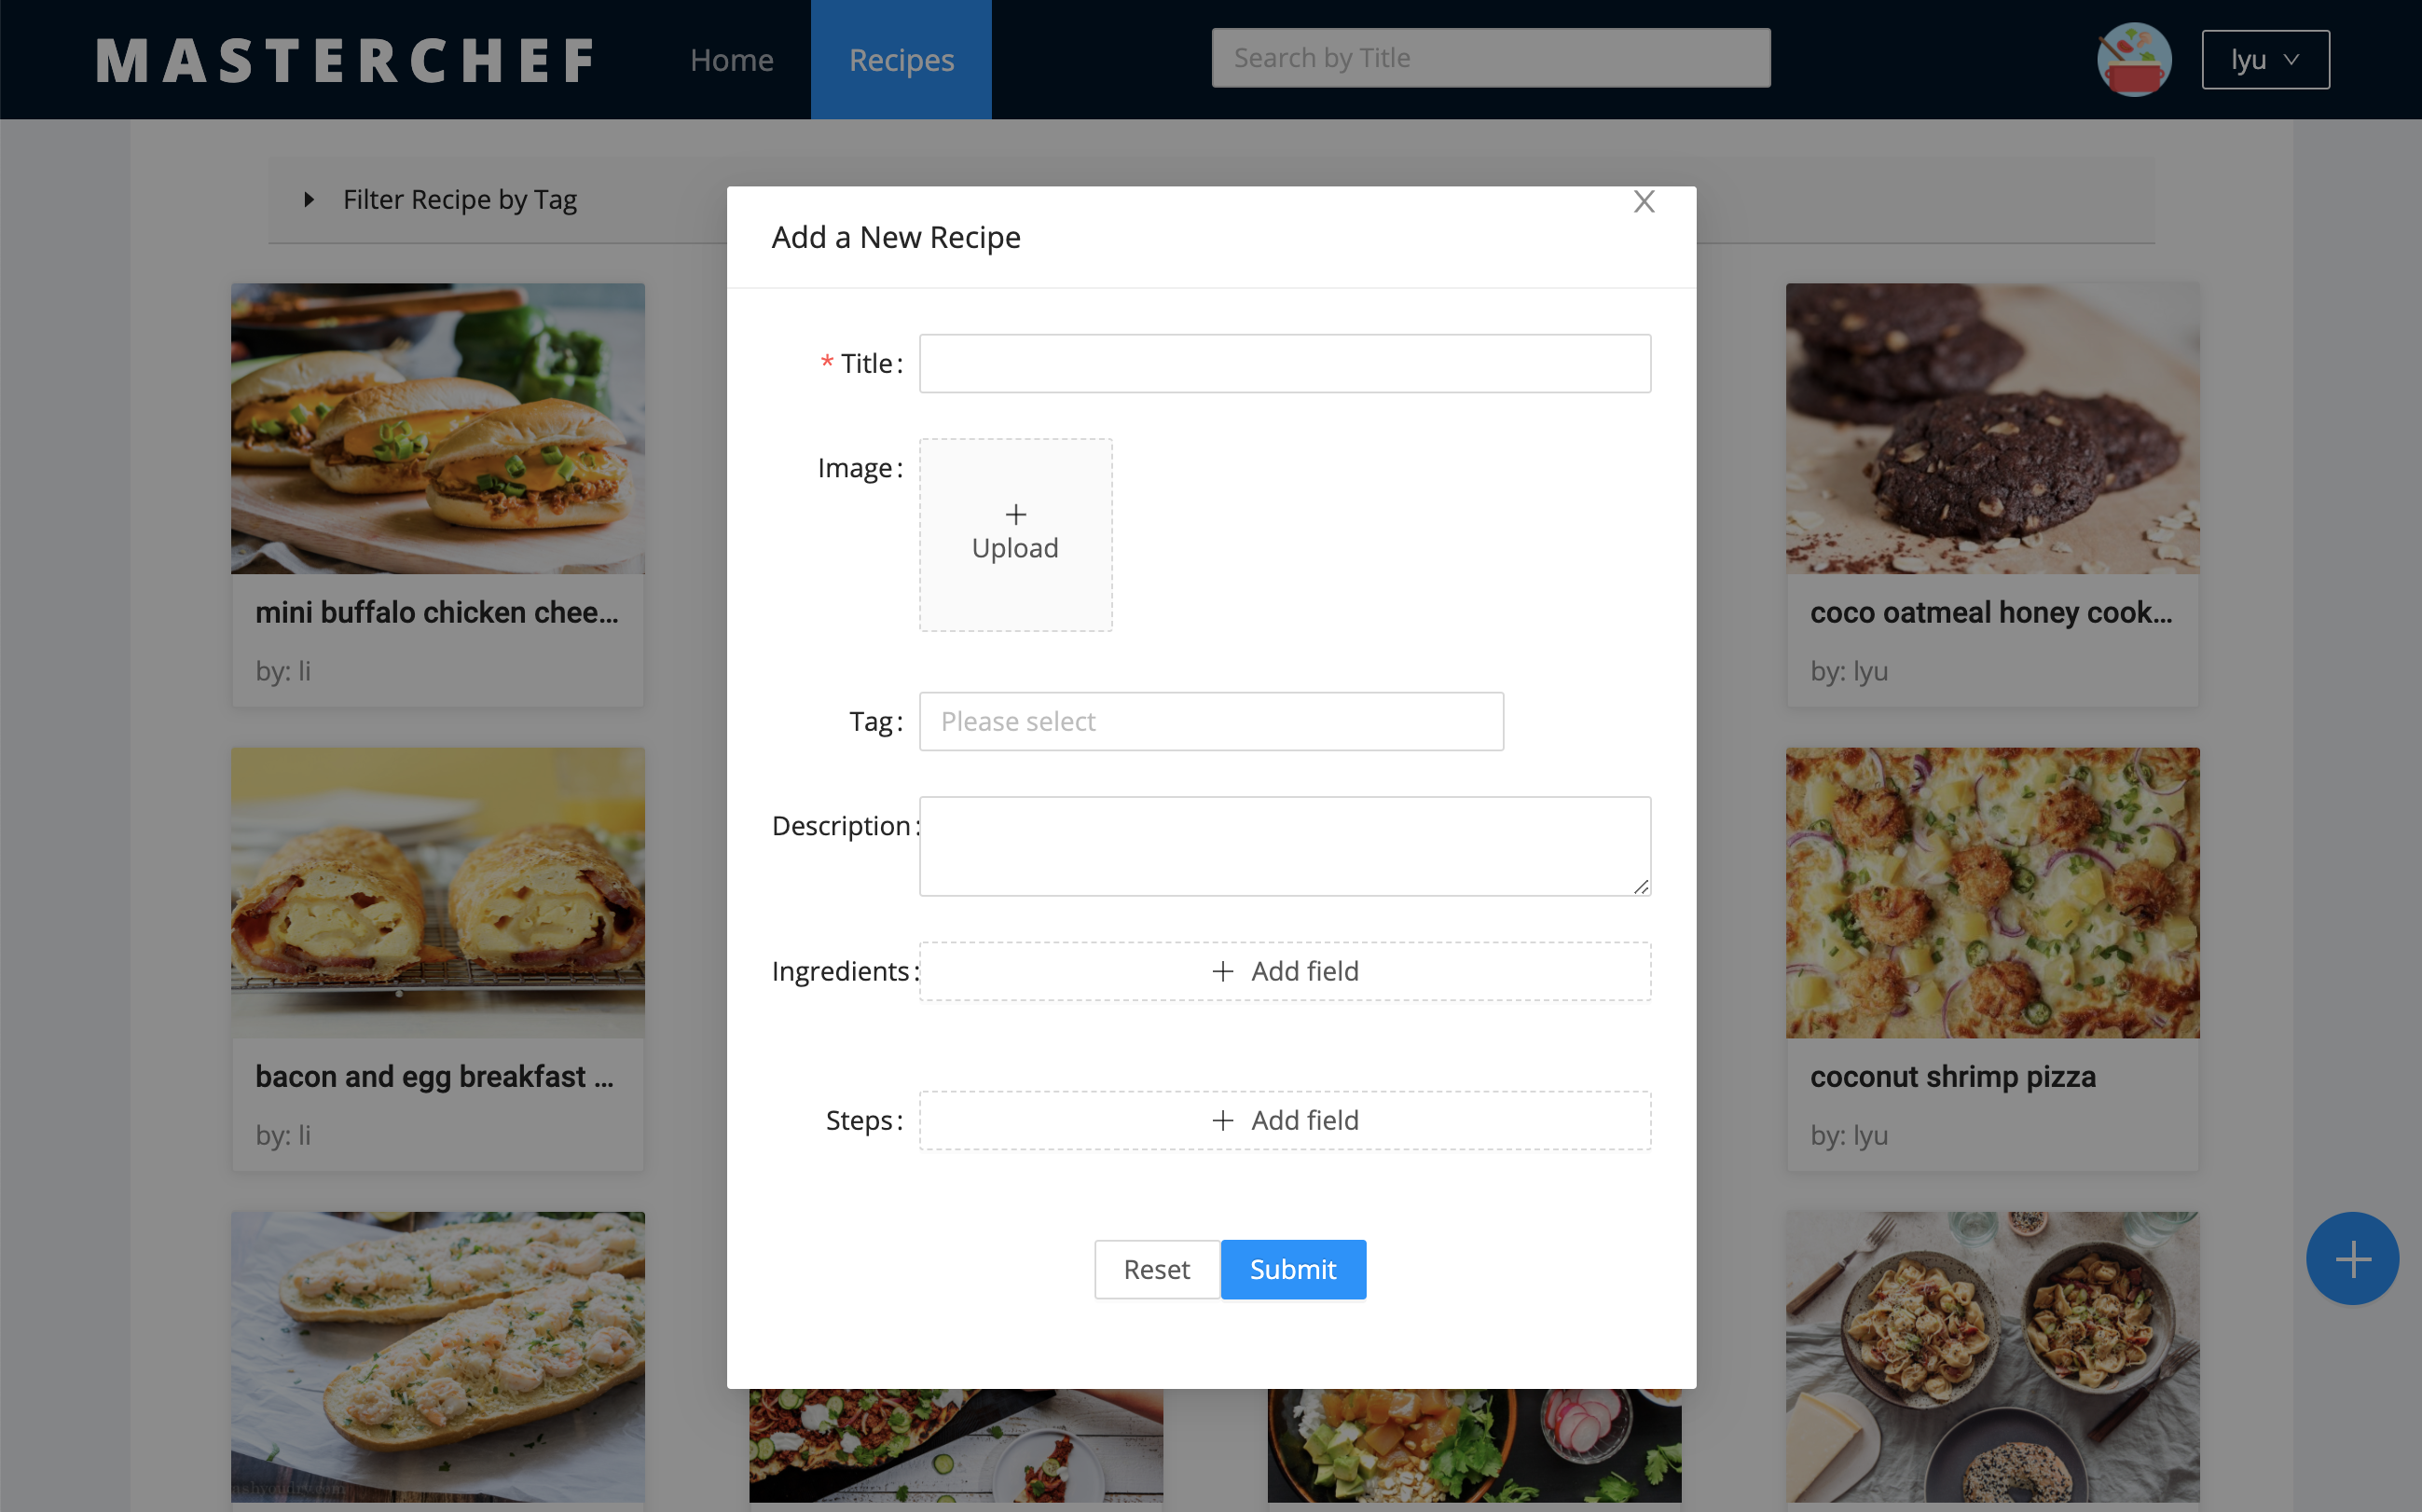 MASTERCHEF
Home
Recipes
Search by Title
lyu
Filter Recipe by Tag
X
Add a New Recipe
* Title:
Image:
Upload
Tag:
Please select
Description:
Ingredients:
+ Add field
Steps:
+ Add field
Reset
Submit
mini buffalo chicken chee...
by: li
coco oatmeal honey cook...
by: lyu
bacon and egg breakfast ...
by: li
coconut shrimp pizza
by: lyu